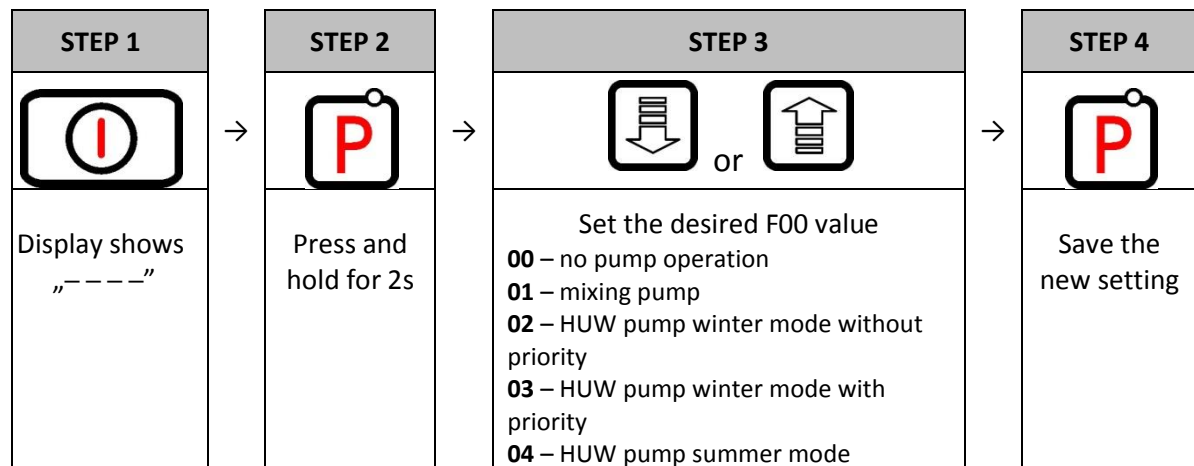 STEP 1
STEP 2
STEP 3
STEP 4
→
P
→
or
→
P
Display shows
„– – – –”
Press and
hold for 2s
Set the desired F00 value
00 – no pump operation
01 – mixing pump
02 – HUW pump winter mode without
priority
03 – HUW pump winter mode with
priority
04 – HUW pump summer mode
Save the
new setting